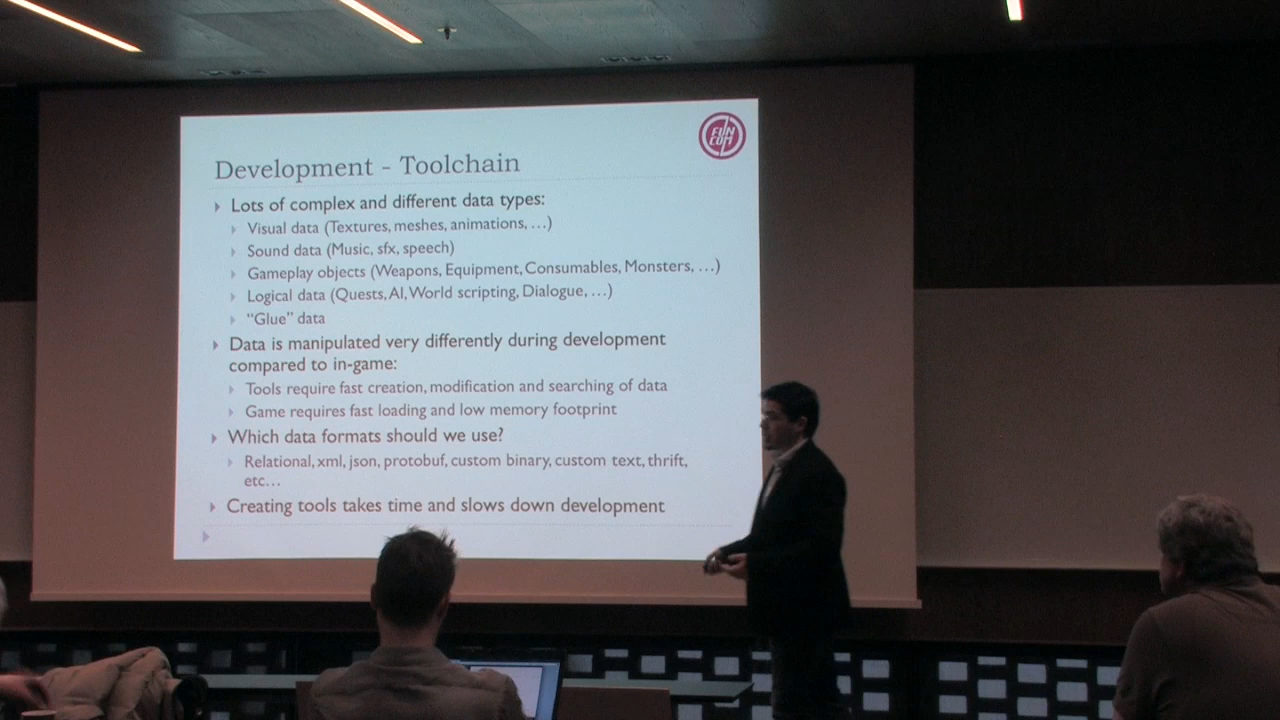 FUN
COM
Development - Toolchain
Lots of complex and different data types:
Visual data (Textures, meshes, animations, ...)
Sound data (Music, sfx, speech)
Gameplay objects (Weapons, Equipment, Consumables, Monsters, ...)
Logical data (Quests, AI, World scripting, Dialogue, ...)
"Glue" data
Data is manipulated very differently during development
compared to in-game:
Tools require fast creation, modification and searching of data
Game requires fast loading and low memory footprint
Which data formats should we use?
Relational, xml, json, protobuf, custom binary, custom text, thrift,
etc...
Creating tools takes time and slows down development